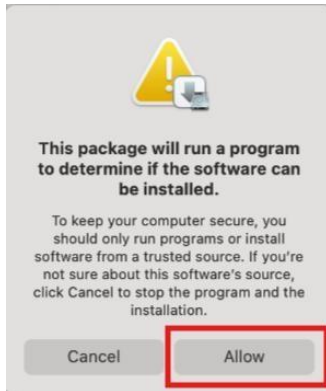 This package will run a program
to determine if the software can
be installed.
To keep your computer secure, you
should only run programs or install
software from a trusted source. If you're
not sure about this software's source,
click Cancel to stop the program and the
installation.
Cancel
Allow